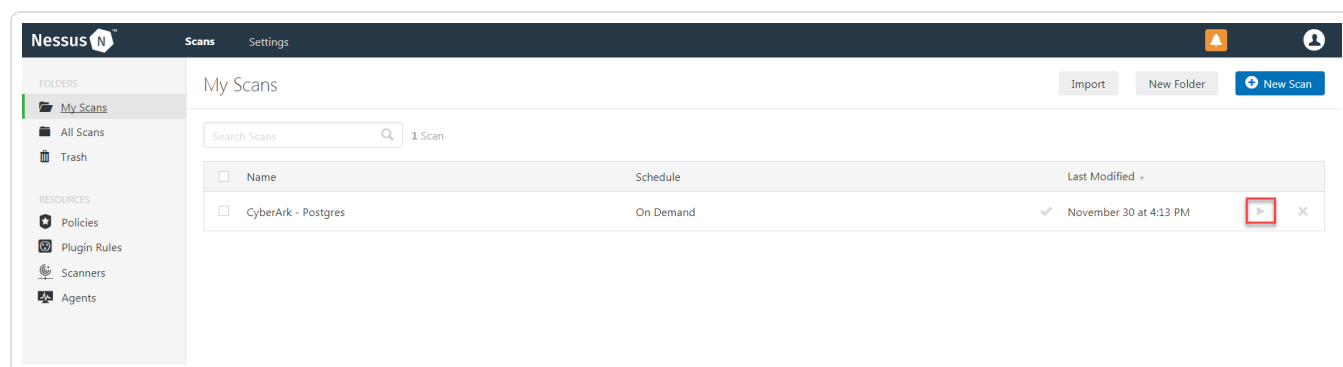 Nessus N ™ Scans Settings
FOLDERS
My Scans
All Scans
Trash
RESOURCES
Policies
Plugin Rules
Scanners
Agents
My Scans Import New Folder New Scan
Search Scans 1 Scan
Name Schedule Last Modified
CyberArk - Postgres On Demand November 30 at 4:13 PM